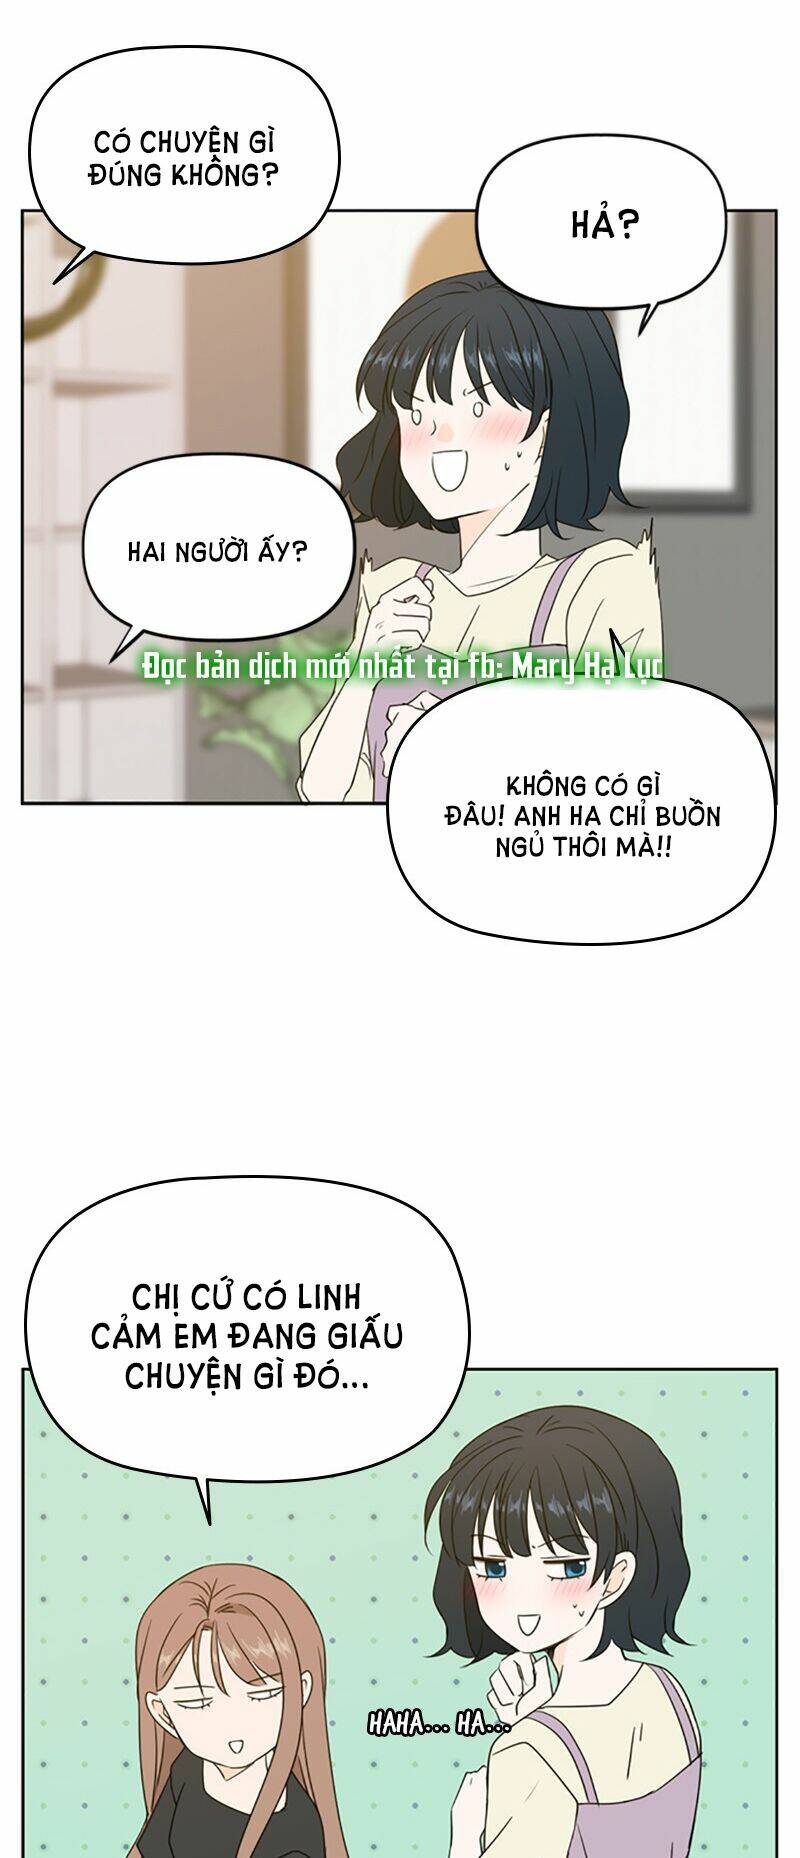 CÓ CHUYỆN GÌ
ĐÚNG KHÔNG?
HẢ?
HAI NGƯỜI ẤY?
Đọc bản dịch mới nhất tại fb: Mary Hạ Lục
KHÔNG CÓ GÌ
ĐÂU! ANH HA CHỈ BUỒN
NGỦ THÔI MÀ!!
CHỊ CỨ CÓ LINH
CẢM EM ĐANG GIẤU
CHUYỆN GÌ ĐÓ...
HAHA... HA...